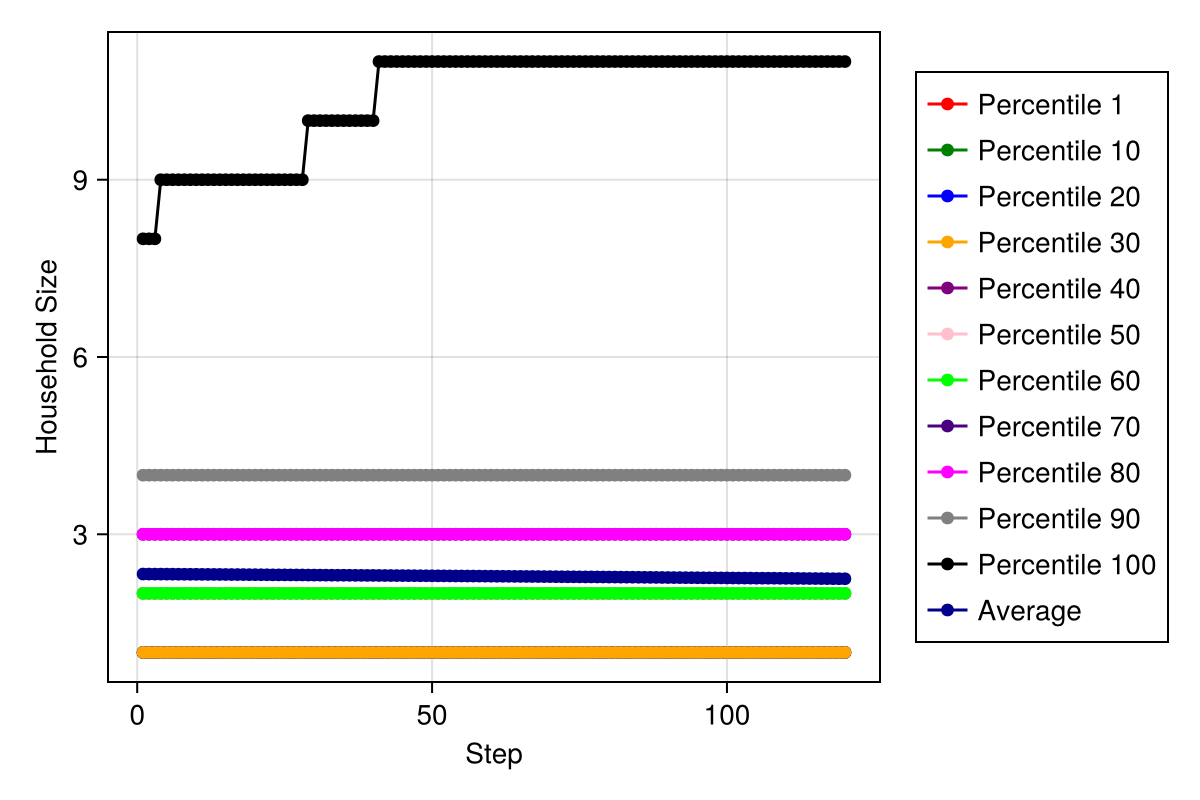 9
6
3
Household Size
0
50
100
Step
Percentile 1
Percentile 10
Percentile 20
Percentile 30
Percentile 40
Percentile 50
Percentile 60
Percentile 70
Percentile 80
Percentile 90
Percentile 100
Average